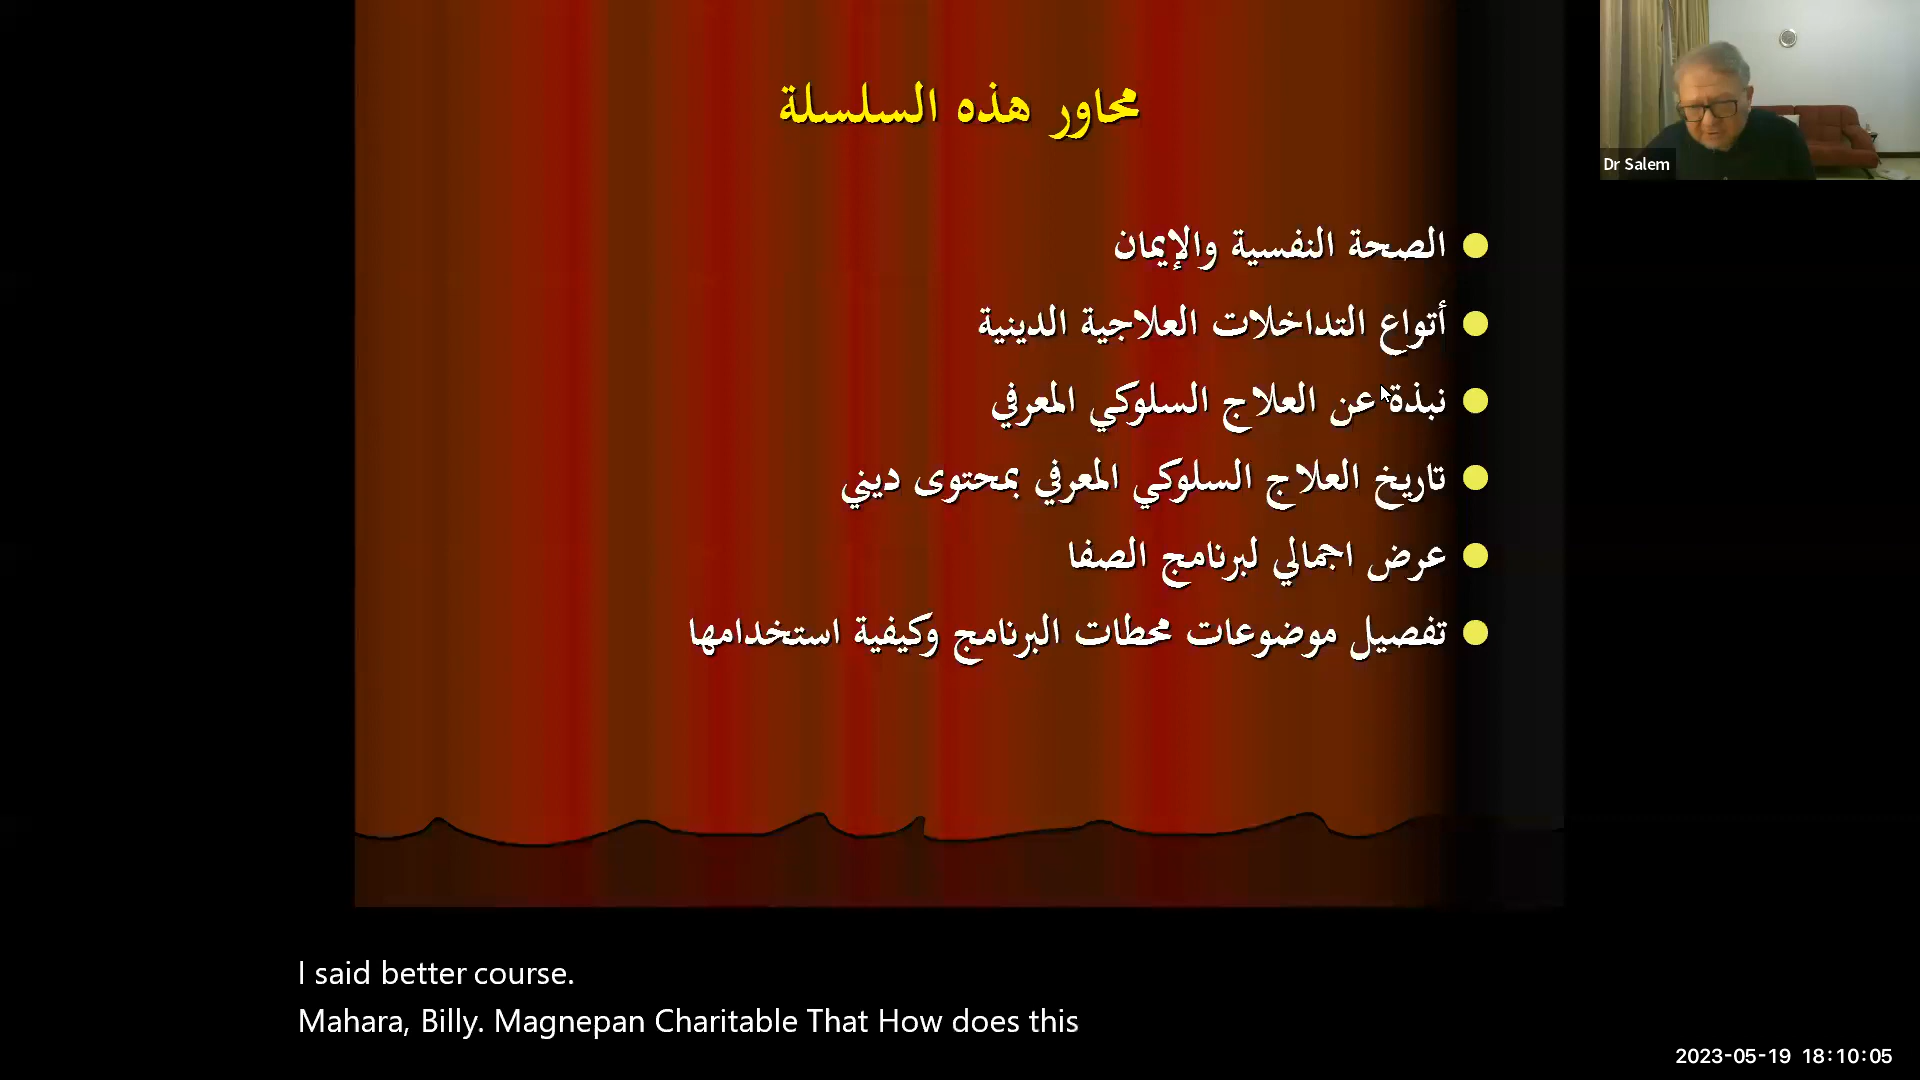 محاور هذه السلسلة
الصحة النفسية والإيمان
أتواع التداخلات العلاجية الدينية
نبذة عن العلاج السلوكي المعرفي
تاريخ العلاج السلوكي المعرفي بمحتوى ديني
عرض اجمالي لبرنامج الصفا
تفصيل موضوعات محطات البرنامج وكيفية استخدامها
Dr Salem
I said better course.
Mahara, Billy. Magnepan Charitable That How does this
2023-05-19 18:10:05